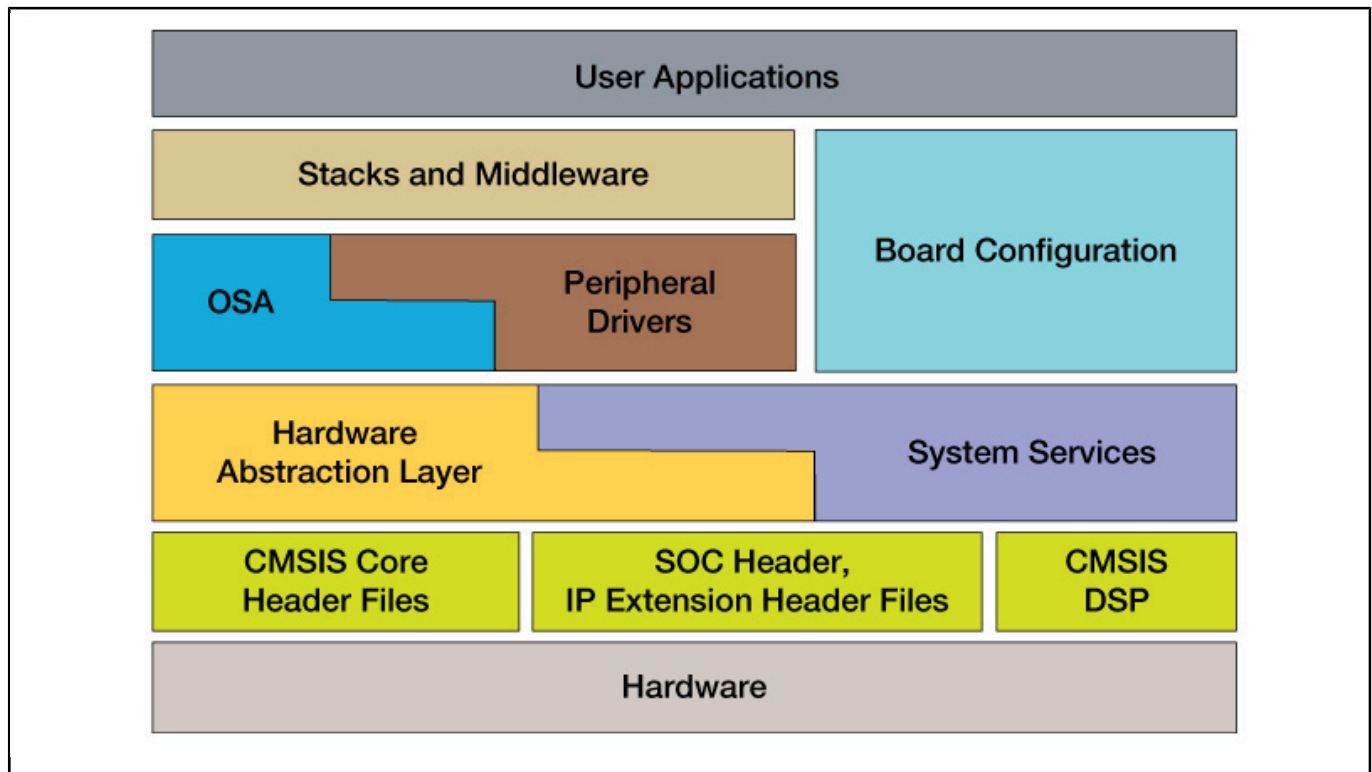 User Applications
Stacks and Middleware
Board Configuration
OSA
Peripheral
Drivers
Hardware
Abstraction Layer
System Services
CMSIS Core
Header Files
SOC Header,
IP Extension Header Files
CMSIS
DSP
Hardware